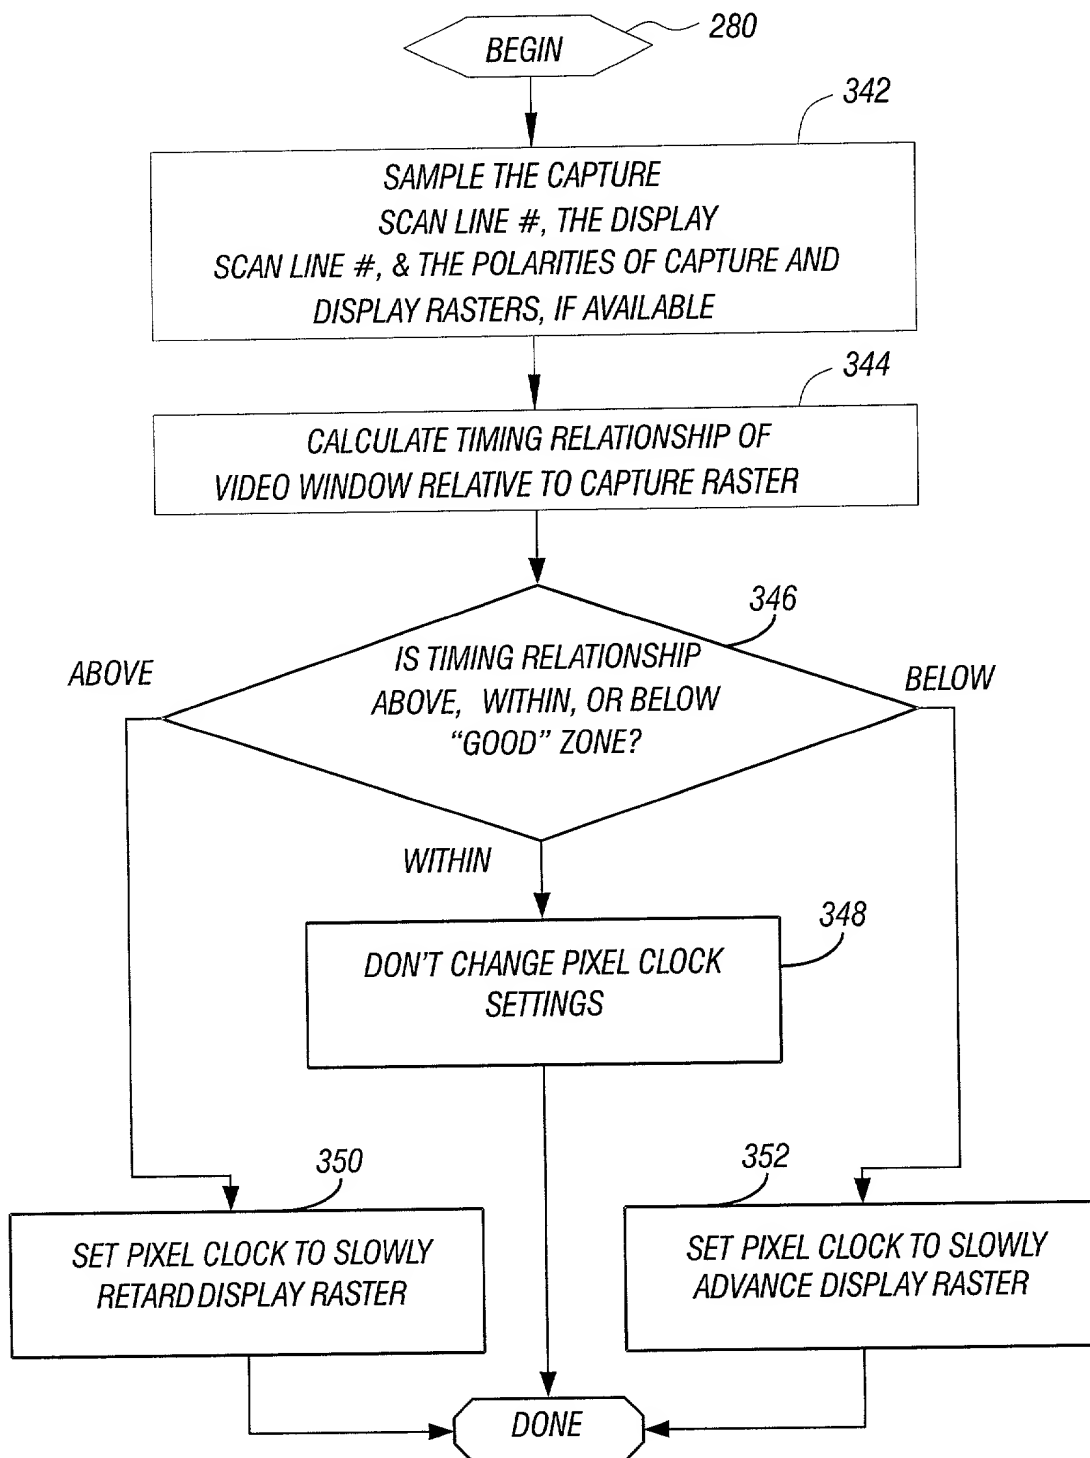 BEGIN
280
342
SAMPLE THE CAPTURE
SCAN LINE #, THE DISPLAY
SCAN LINE #, & THE POLARITIES OF CAPTURE AND
DISPLAY RASTERS, IF AVAILABLE
344
CALCULATE TIMING RELATIONSHIP OF
VIDEO WINDOW RELATIVE TO CAPTURE RASTER
346
IS TIMING RELATIONSHIP
ABOVE, WITHIN, OR BELOW
“GOOD” ZONE?
ABOVE
BELOW
WITHIN
348
DON'T CHANGE PIXEL CLOCK
SETTINGS
350
SET PIXEL CLOCK TO SLOWLY
RETARD DISPLAY RASTER
352
SET PIXEL CLOCK TO SLOWLY
ADVANCE DISPLAY RASTER
DONE